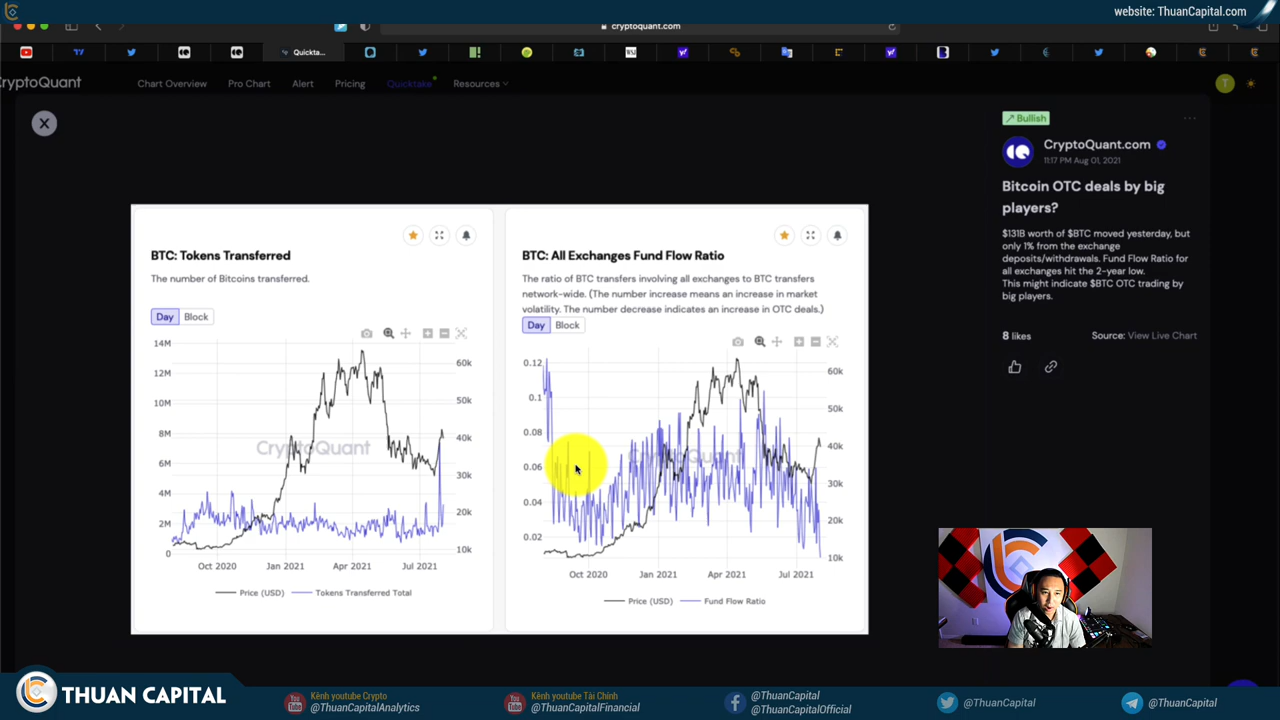 website: ThuanCapital.com
cryptoquant.com
Quickta...
CryptoQuant
Chart Overview
Pro Chart
Alert
Pricing
Quicktake
Resources
T
Bullish
CryptoQuant.com
11:17 PM Aug 01, 2021
Bitcoin OTC deals by big
players?
$131B worth of $BTC moved yesterday, but
only 1% from the exchange
deposits/withdrawals. Fund Flow Ratio for
all exchanges hit the 2-year low.
This might indicate $BTC OTC trading by
big players.
8 likes
Source: View Live Chart
BTC: Tokens Transferred
The number of Bitcoins transferred.
Day Block
14M
12M
10M
8M
6M
4M
2M
0
60k
50k
40k
30k
20k
10k
CryptoQuant
Oct 2020 Jan 2021 Apr 2021 Jul 2021
Price (USD) Tokens Transferred Total
BTC: All Exchanges Fund Flow Ratio
The ratio of BTC transfers involving all exchanges to BTC transfers
network-wide. (The number increase means an increase in market
volatility. The number decrease indicates an increase in OTC deals.)
Day Block
0.12
0.1
0.08
0.06
0.04
0.02
60k
50k
40k
30k
20k
10k
CryptoQuant
Oct 2020 Jan 2021 Apr 2021 Jul 2021
Price (USD) Fund Flow Ratio
THUAN CAPITAL
Kênh youtube Crypto
@ThuanCapitalAnalytics
Kênh youtube Tài Chính
@ThuanCapitalFinancial
@ThuanCapital
@ThuanCapitalOfficial
@ThuanCapital
@ThuanCapital